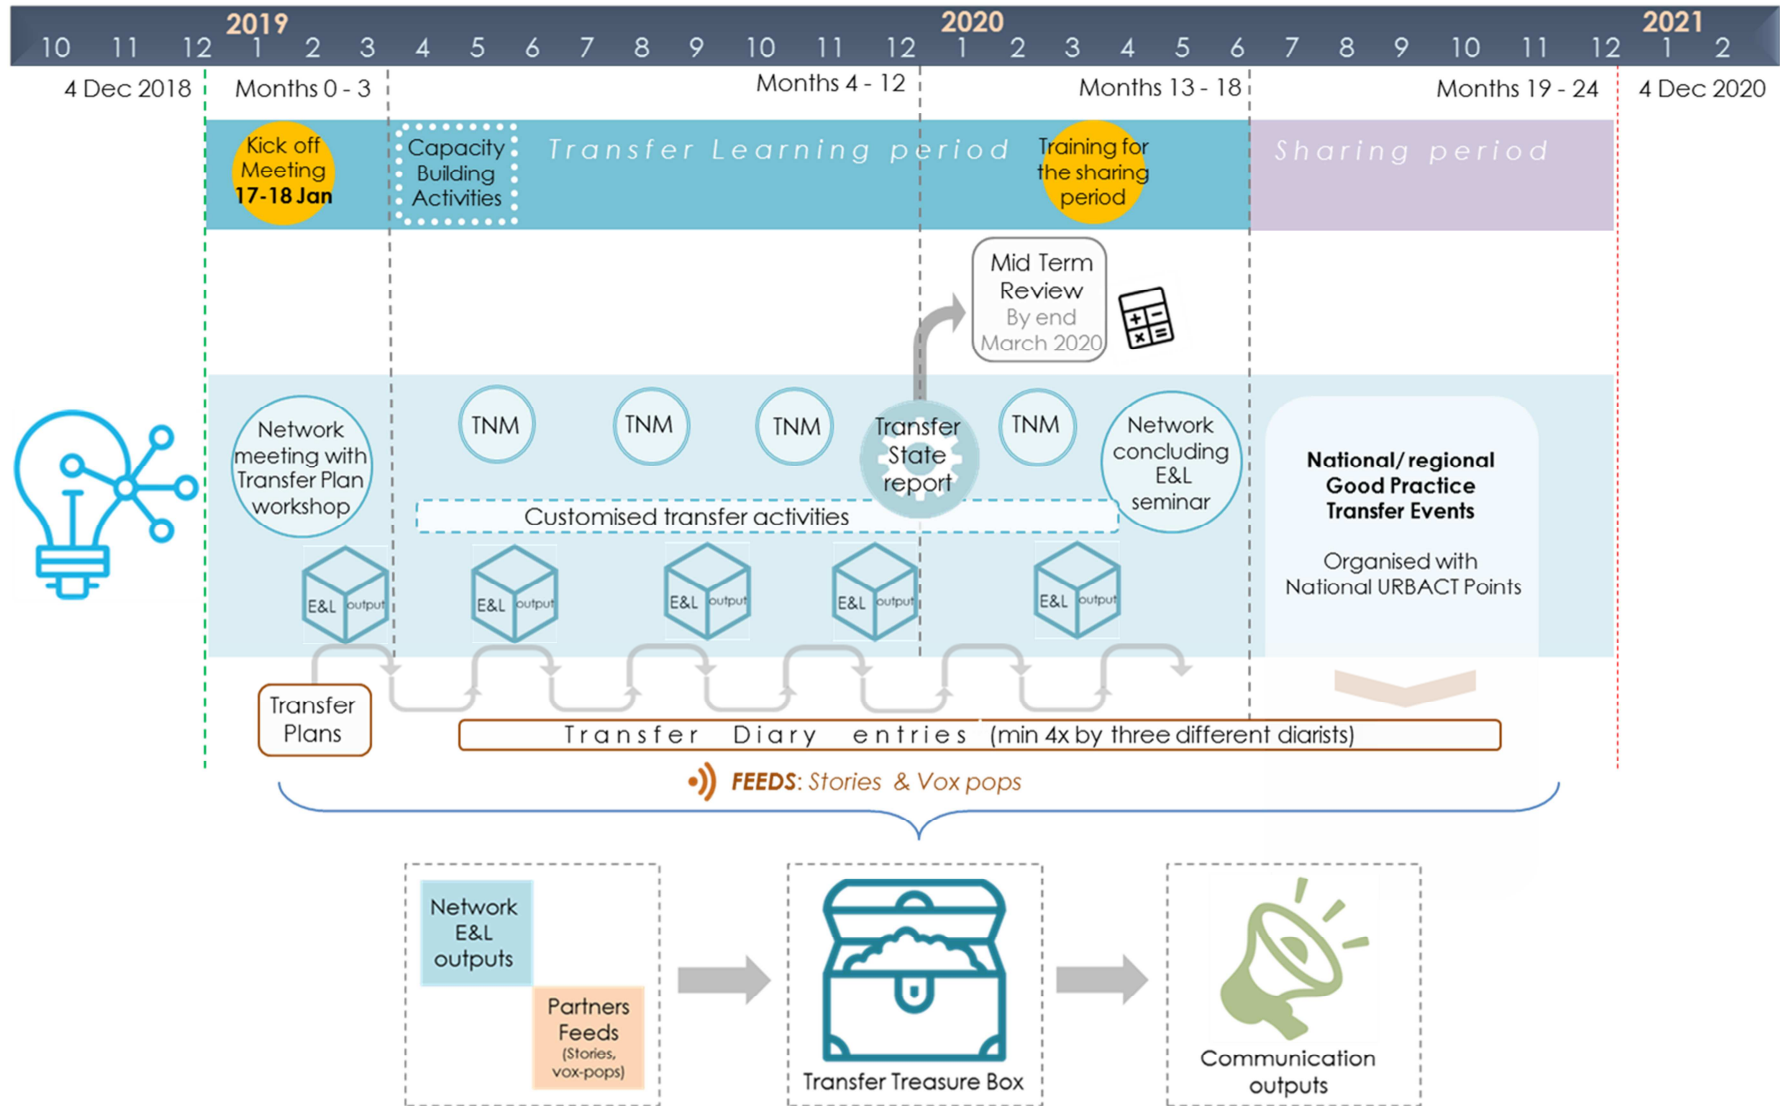 2019
2020
2021
10 11 12 1 2 3 4 5 6 7 8 9 10 11 12 1 2 3 4 5 6 7 8 9 10 11 12 1 2
4 Dec 2018
Months 0 - 3
Months 4 - 12
Months 13 - 18
Months 19 - 24
4 Dec 2020
Kick off
Meeting
17-18 Jan
Capacity
Building
Activities
Transfer Learning period
Training for
the sharing
period
Sharing period
Mid Term
Review
By end
March 2020
+ −
× =
Network
meeting with
Transfer Plan
workshop
TNM
TNM
TNM
Transfer
State
report
TNM
Network
concluding
E&L
seminar
National/ regional
Good Practice
Transfer Events
Organised with
National URBACT Points
Customised transfer activities
E&L output
E&L output
E&L output
E&L output
E&L output
Transfer
Plans
Transfer Diary entries (min 4x by three different diarists)
FEEDS: Stories & Vox pops
Network
E&L
outputs
Partners
Feeds
(Stories,
vox-pops)
Transfer Treasure Box
Communication
outputs